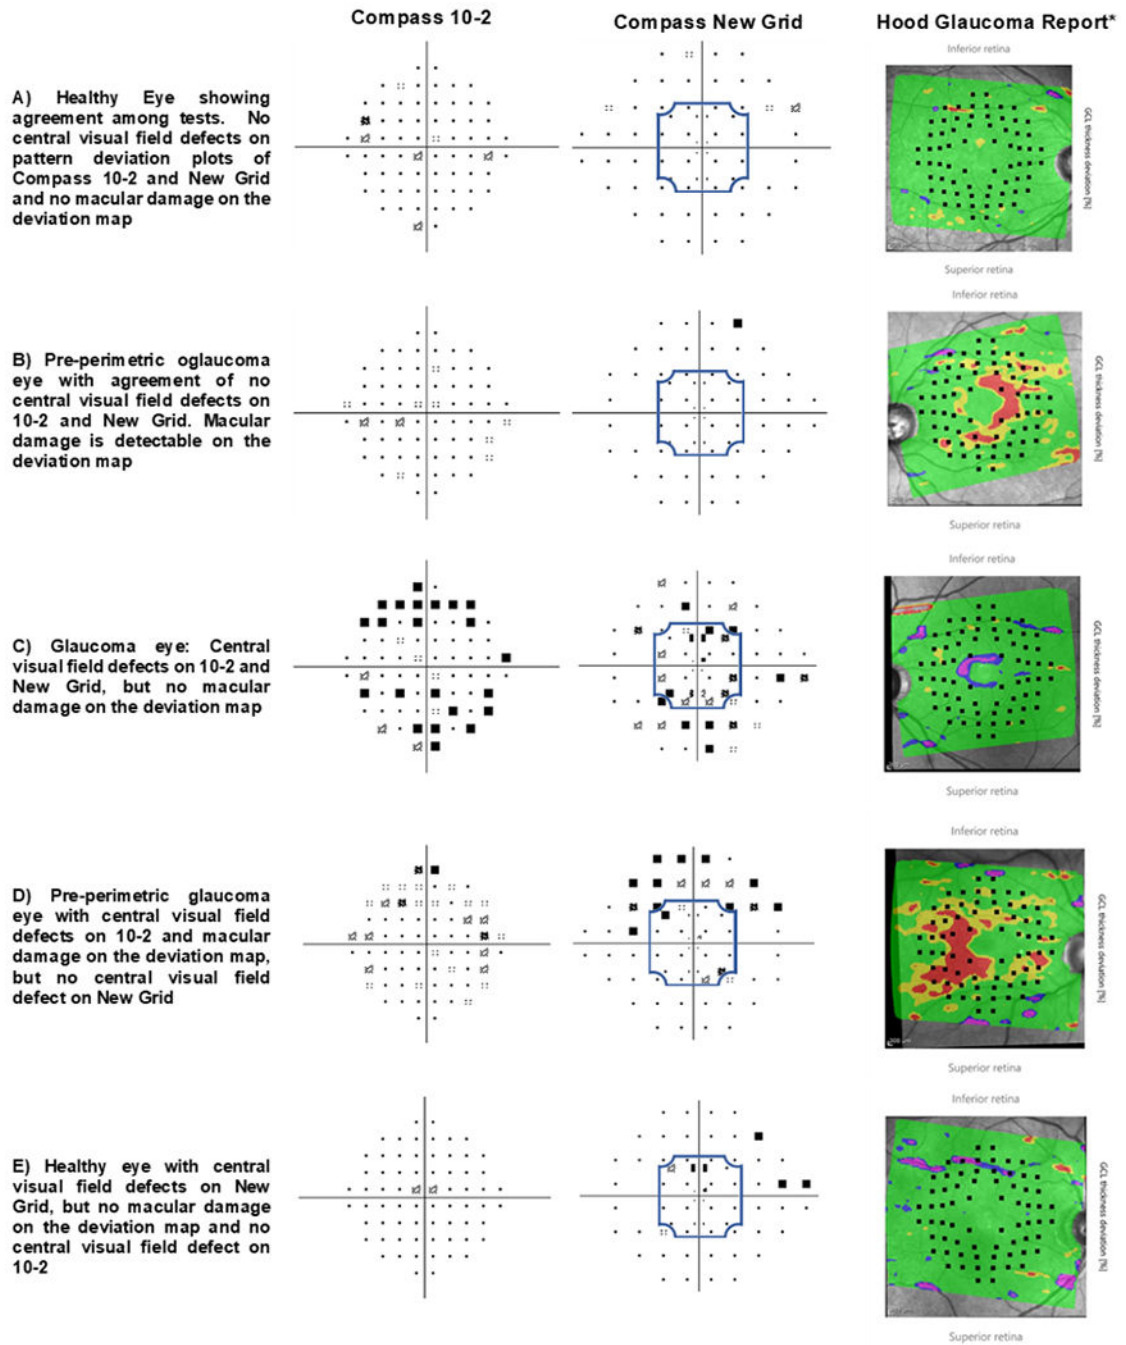 Compass 10-2
Compass New Grid
Hood Glaucoma Report*
A) Healthy Eye showing
agreement among tests. No
central visual field defects on
pattern deviation plots of
Compass 10-2 and New Grid
and no macular damage on the
deviation map
Inferior retina
GCL thickness deviation [%]
Superior retina
B) Pre-perimetric oglaucoma
eye with agreement of no
central visual field defects on
10-2 and New Grid. Macular
damage is detectable on the
deviation map
Inferior retina
GCL thickness deviation [%]
Superior retina
C) Glaucoma eye: Central
visual field defects on 10-2 and
New Grid, but no macular
damage on the deviation map
Inferior retina
GCL thickness deviation [%]
Superior retina
D) Pre-perimetric glaucoma
eye with central visual field
defects on 10-2 and macular
damage on the deviation map,
but no central visual field
defect on New Grid
Inferior retina
GCL thickness deviation [%]
Superior retina
E) Healthy eye with central
visual field defects on New
Grid, but no macular damage
on the deviation map and no
central visual field defect on
10-2
Inferior retina
GCL thickness deviation [%]
Superior retina